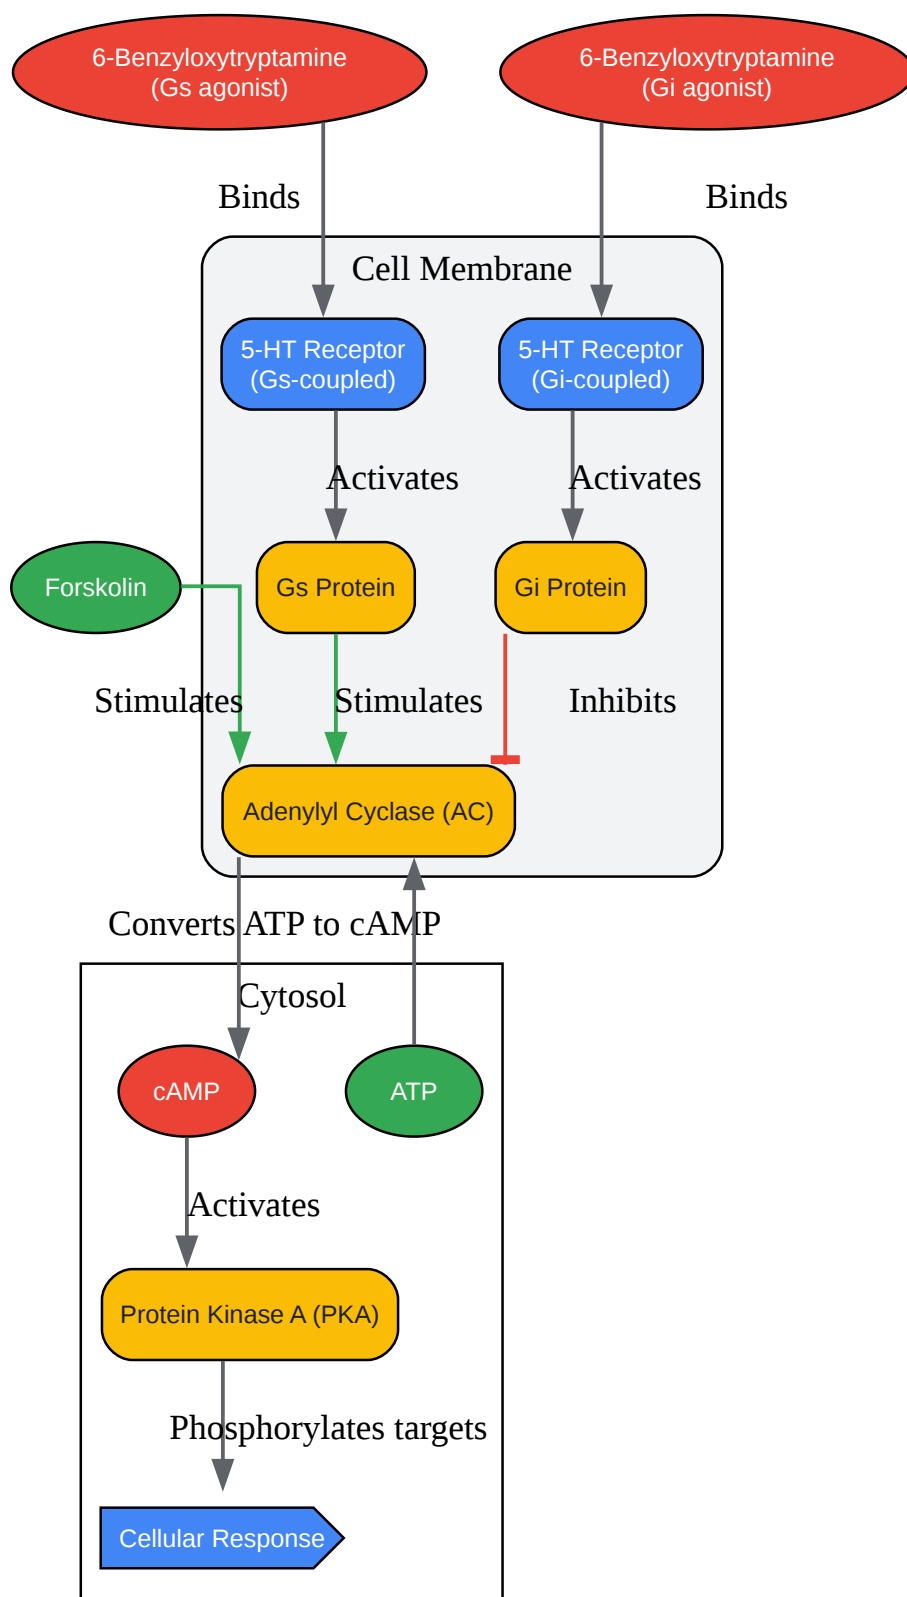 6-Benzyloxytryptamine
(Gs agonist)
6-Benzyloxytryptamine
(Gi agonist)
Binds
Binds
Cell Membrane
5-HT Receptor
(Gs-coupled)
5-HT Receptor
(Gi-coupled)
Activates
Activates
Forskolin
Gs Protein
Gi Protein
Stimulates
Stimulates
Inhibits
Adenylyl Cyclase (AC)
Converts ATP to cAMP
Cytosol
cAMP
ATP
Activates
Protein Kinase A (PKA)
Phosphorylates targets
Cellular Response